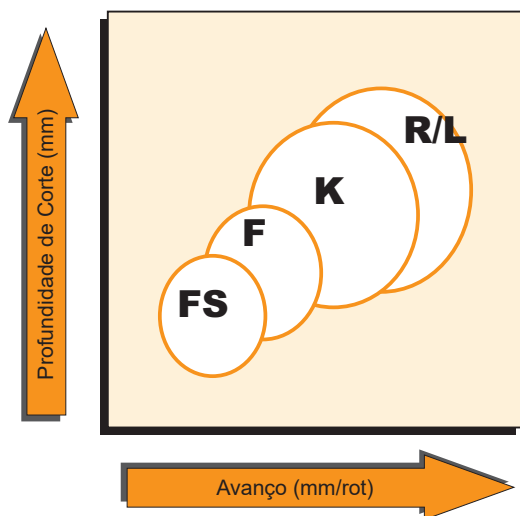 Profundidade de Corte (mm)
R/L
K
F
FS
Avanço (mm/rot)